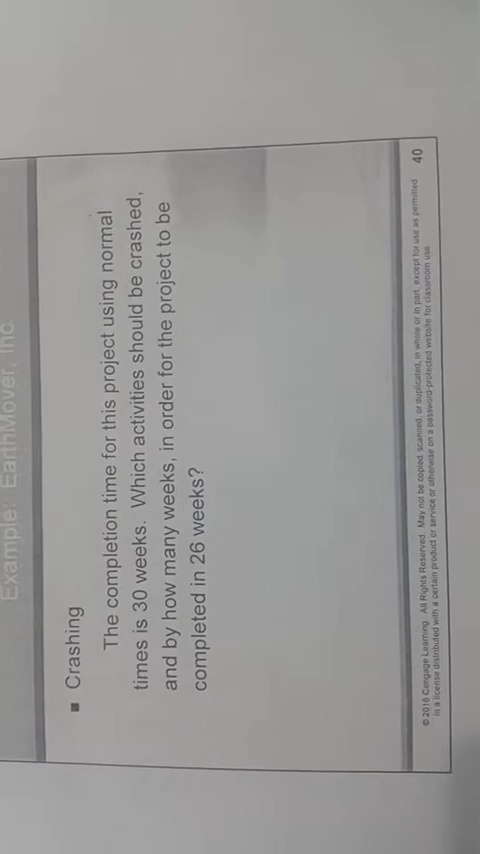 Example: EarthMover, Inc.
■ Crashing
The completion time for this project using normal
times is 30 weeks. Which activities should be crashed,
and by how many weeks, in order for the project to be
completed in 26 weeks?
© 2016 Cengage Learning. All Rights Reserved. May not be copied, scanned, or duplicated, in whole or in part, except for use as permitted
in a license distributed with a certain product or service or otherwise on a password-protected website for classroom use.
40